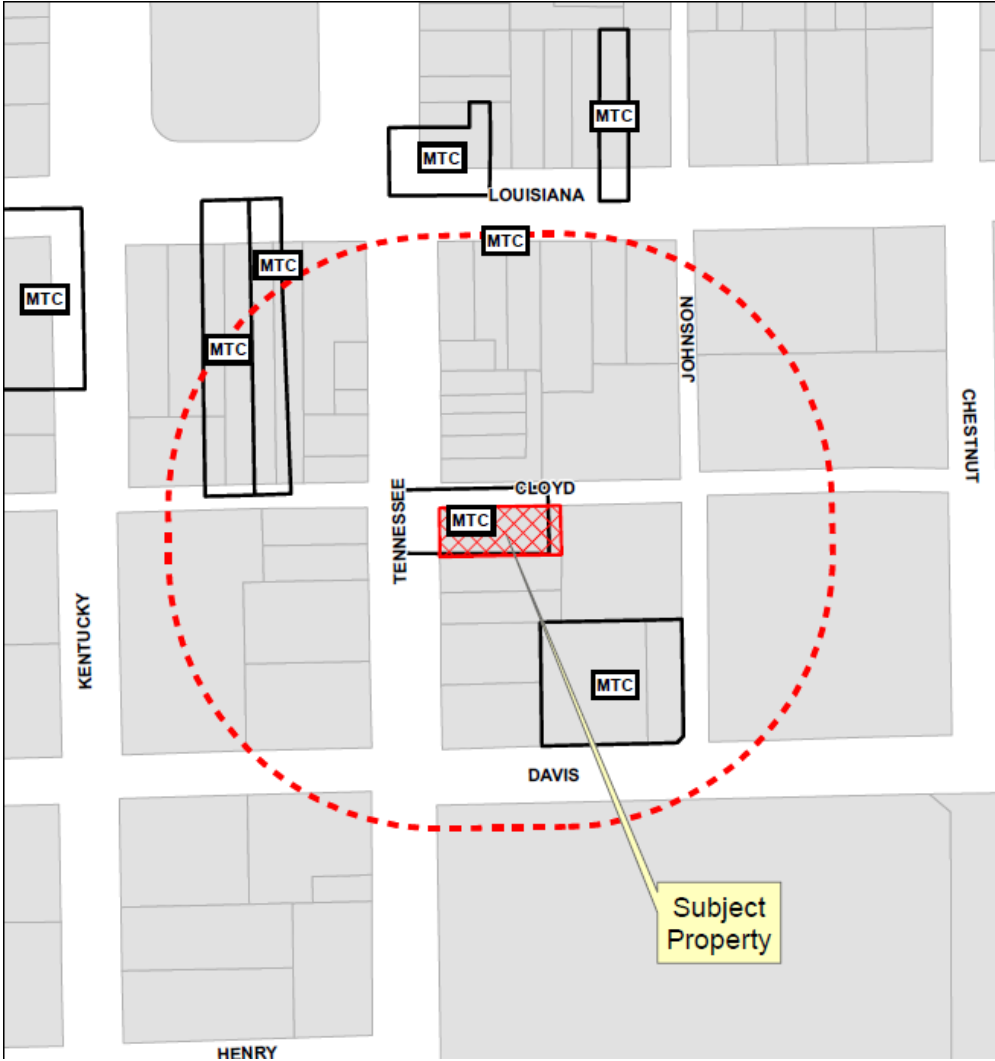 MTC
MTC
LOUISIANA
MTC
MTC
MTC
MTC
JOHNSON
CHESTNUT
TENNESSEE
CLOYD
MTC
KENTUCKY
MTC
DAVIS
Subject
Property
HENRY